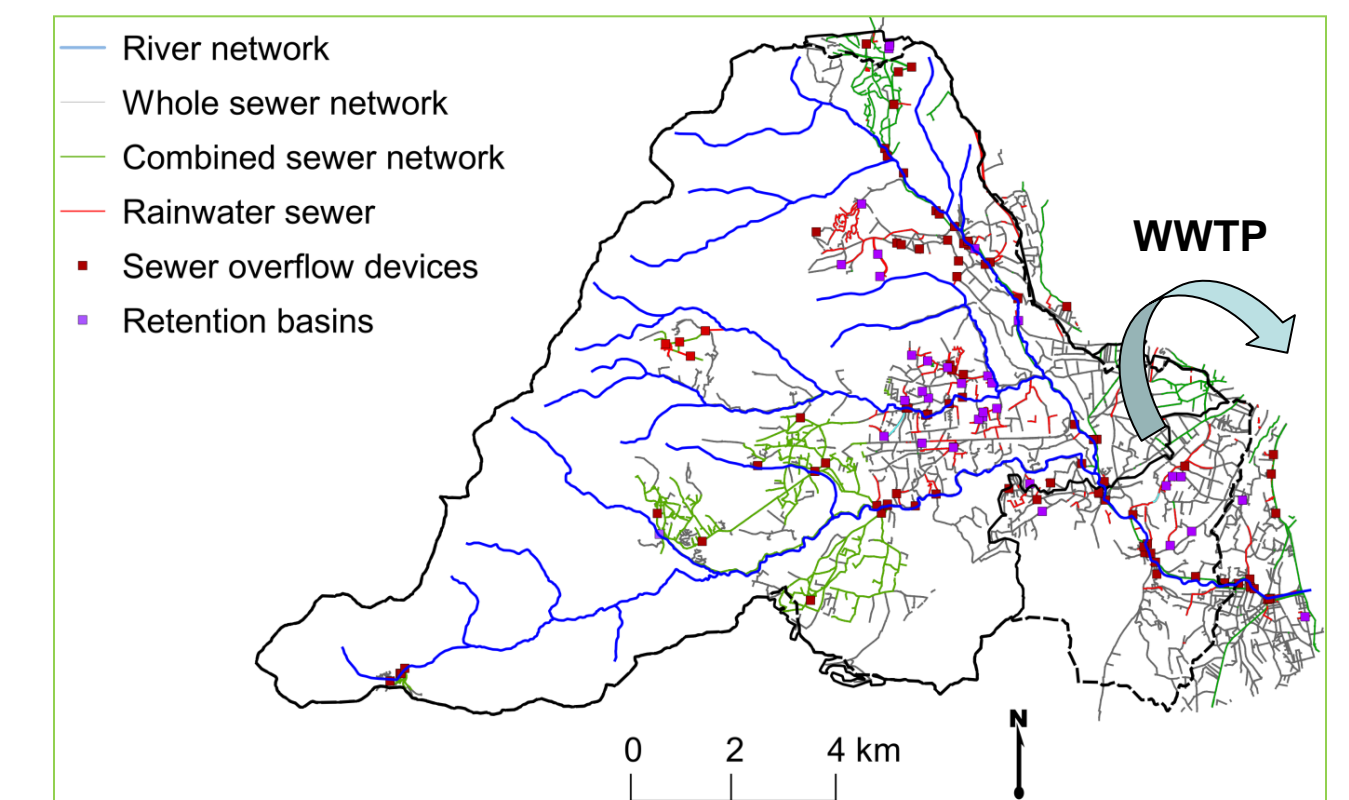 River network
Whole sewer network
Combined sewer network
Rainwater sewer
Sewer overflow devices
Retention basins
WWTP
N
0 2 4 km